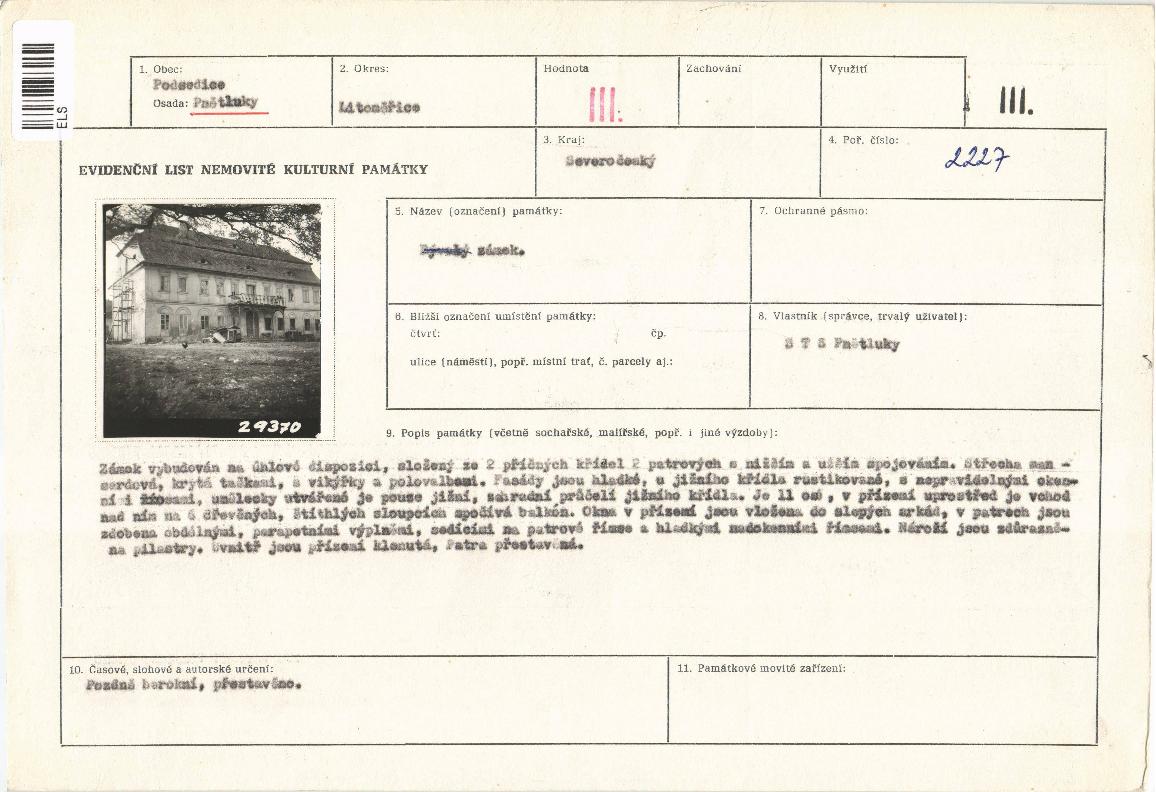 ELS
1. Obec:
Podsedice
Osada: Pnětluky
2. Okres:
Litoměřice
Hodnota
III.
Zachování
Využití
III.
EVIDENČNÍ LIST NEMOVITÉ KULTURNÍ PAMÁTKY
3. Kraj:
Severočeský
4. Poř. číslo:
2227
29370
5. Název (označení) památky:
Bývalý zámek.
7. Ochranné pásmo:
6. Bližší označení umístění památky:
čtvrť: čp.
ulice (náměstí), popř. místní trať, č. parcely aj.:
8. Vlastník (správce, trvalý uživatel):
S T S Pnětluky
9. Popis památky (včetně sochařské, malířské, popř. i jiné výzdoby):
Zámek vybudován na úhlové dispozici, složený ze 2 příčných křídel 2 patrových s nižším a užším spojováním. Střecha man -
sardová, krytá taškami, s vikýřky a polovalbami. Fasády jsou hladké, u jižního křídla rustikované, s nepravidelnými oken-
ními, umělecky utvářené je pouze jižní, zahradní průčelí jižního křídla. Je 11 osé, v přízemí uprostřed je vchod
nad ním na 6 dřevěných, štíhlých sloupcích spočívá balkón. Okna v přízemí jsou vložena do slepých arkád, v patrech jsou
zdobena obdélnými, parapetními výplněmi, sedícími na patrové římse a hladkými nadokenními římsami. Nároží jsou zdůrazně-
na pilastry. Uvnitř jsou přízemí klenutá, Patra přestavěná.
10. Časové, slohové a autorské určení:
Pozdně barokní, přestavěno.
11. Památkové movité zařízení: